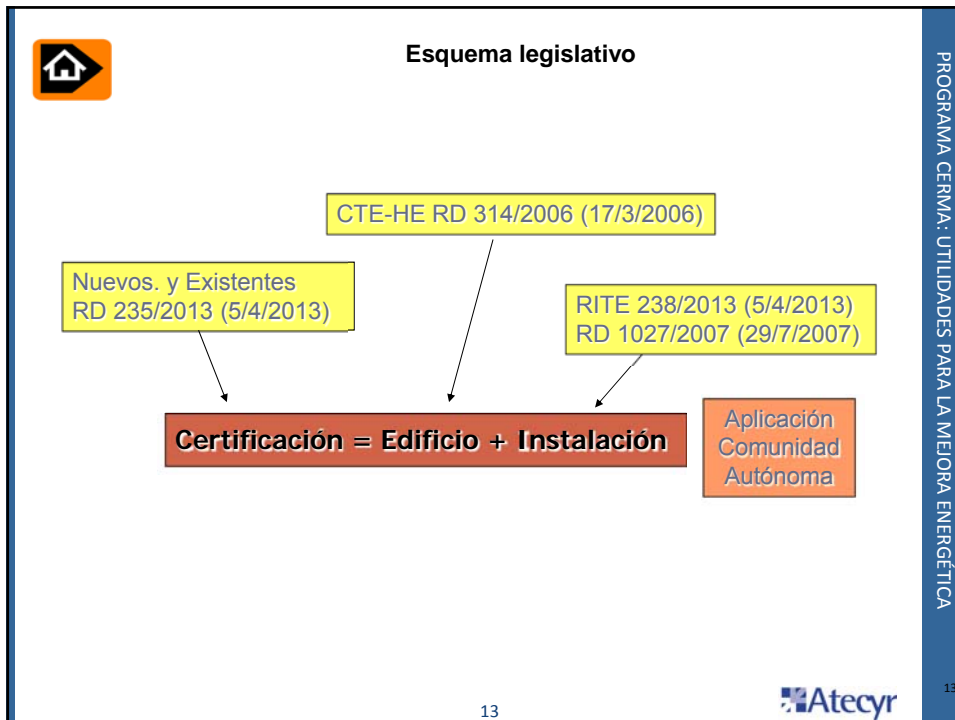 Esquema legislativo
CTE-HE RD 314/2006 (17/3/2006)
Nuevos. y Existentes
RD 235/2013 (5/4/2013)
RITE 238/2013 (5/4/2013)
RD 1027/2007 (29/7/2007)
Certificación = Edificio + Instalación
Aplicación
Comunidad
Autónoma
PROGRAMA CERMA: UTILIDADES PARA LA MEJORA ENERGÉTICA
13
13
Atecyr